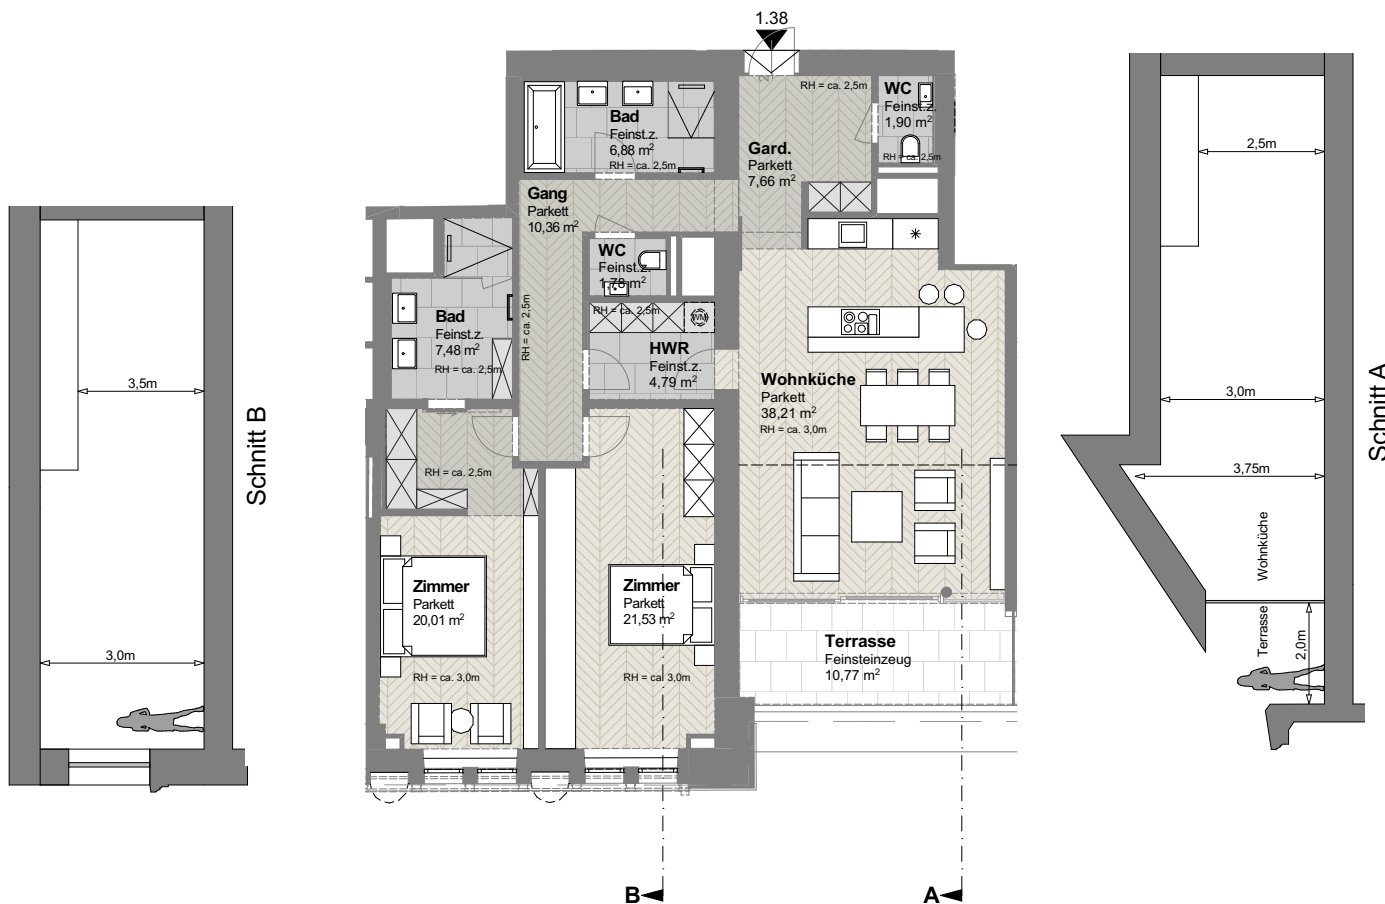 1.38
RH = ca. 2,5m
WC
Feinst.z.
1,90 m²
RH = ca. 2,5m
Bad
Feinst.z.
6,88 m²
RH = ca. 2,5m
Gard.
Parkett
7,66 m²
Gang
Parkett
10,36 m²
RH = ca. 2,5m
WC
Feinst.z.
1,78 m²
RH = ca. 2,5m
WM
HWR
Feinst.z.
4,79 m²
Bad
Feinst.z.
7,48 m²
RH = ca. 2,5m
Wohnküche
Parkett
38,21 m²
RH = ca. 3,0m
RH = ca. 2,5m
Zimmer
Parkett
20,01 m²
RH = ca. 3,0m
Zimmer
Parkett
21,53 m²
RH = ca. 3,0m
Terrasse
Feinsteinzeug
10,77 m²
B
A
3,5m
3,0m
Schnitt B
2,5m
3,0m
3,75m
Wohnküche
Terrasse
2,0m
Schnitt A